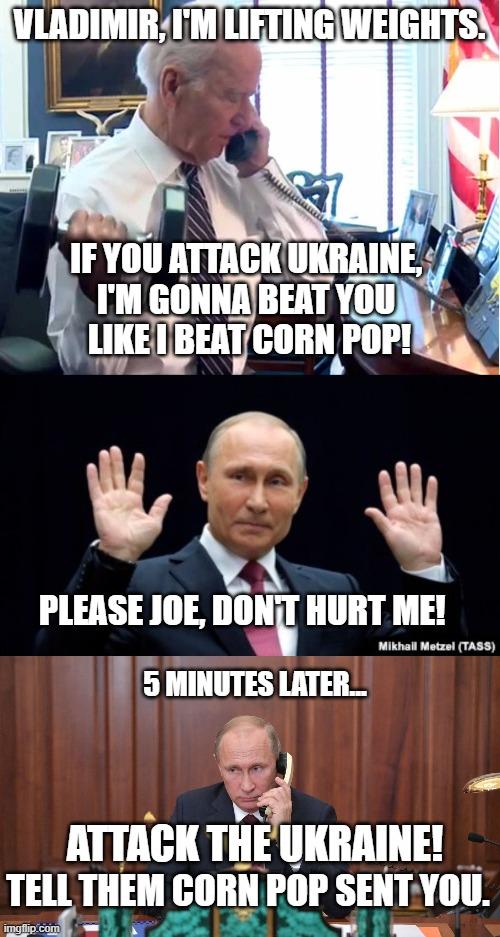 VLADIMIR, I'M LIFTING WEIGHTS.
IF YOU ATTACK UKRAINE,
I'M GONNA BEAT YOU
LIKE I BEAT CORN POP!
PLEASE JOE, DON'T HURT ME!
Mikhail Metzel (TASS)
5 MINUTES LATER...
ATTACK THE UKRAINE!
TELL THEM CORN POP SENT YOU.
imgflip.com